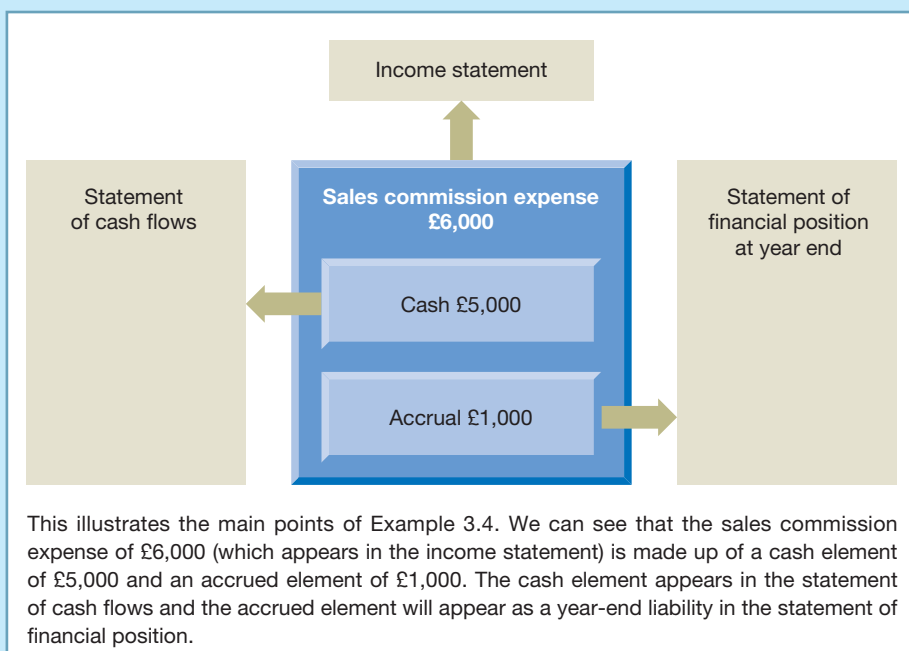 Income statement
Statement
of cash flows
Sales commission expense
£6,000
Cash £5,000
Accrual £1,000
Statement of
financial position
at year end
This illustrates the main points of Example 3.4. We can see that the sales commission
expense of £6,000 (which appears in the income statement) is made up of a cash element
of £5,000 and an accrued element of £1,000. The cash element appears in the statement
of cash flows and the accrued element will appear as a year-end liability in the statement of
financial position.